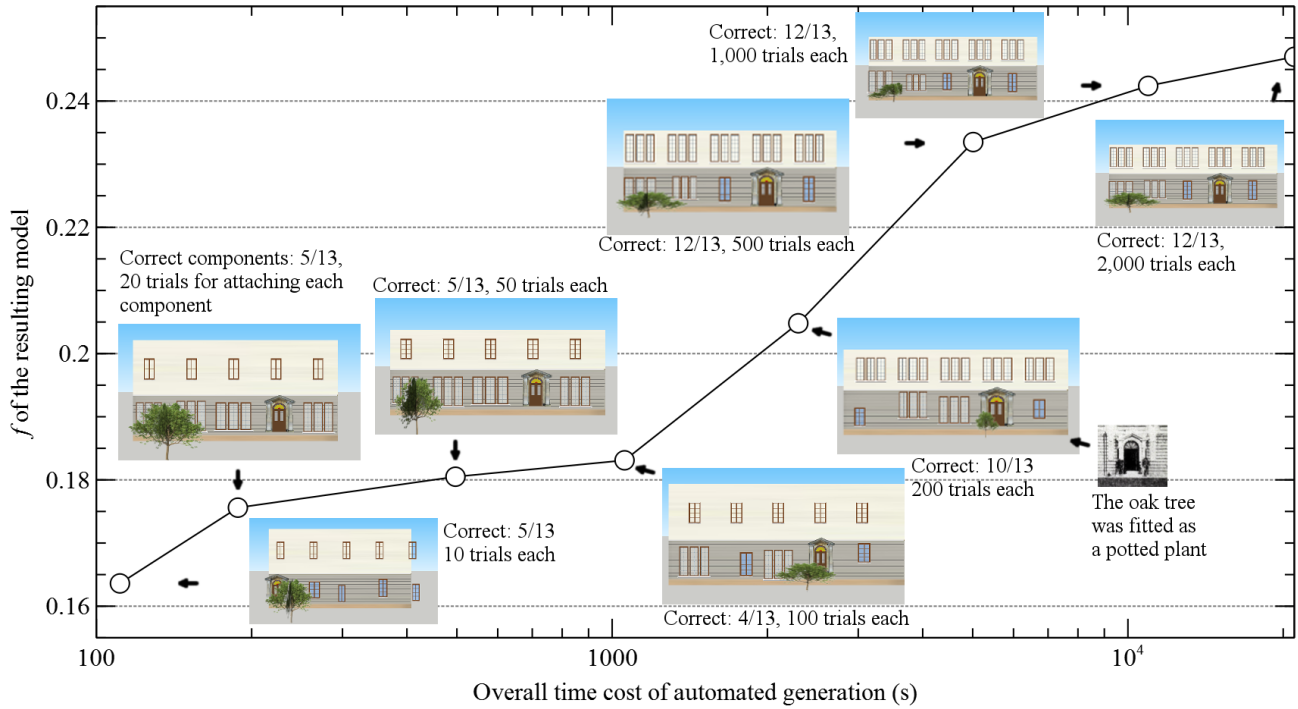 Correct: 12/13,
1,000 trials each
0.24
0.22
0.2
0.18
0.16
f of the resulting model
Correct: 12/13, 500 trials each
Correct: 12/13,
2,000 trials each
Correct components: 5/13,
20 trials for attaching each
component
Correct: 5/13, 50 trials each
Correct: 10/13
200 trials each
The oak tree
was fitted as
a potted plant
Correct: 5/13
10 trials each
Correct: 4/13, 100 trials each
100
1000
10⁴
Overall time cost of automated generation (s)